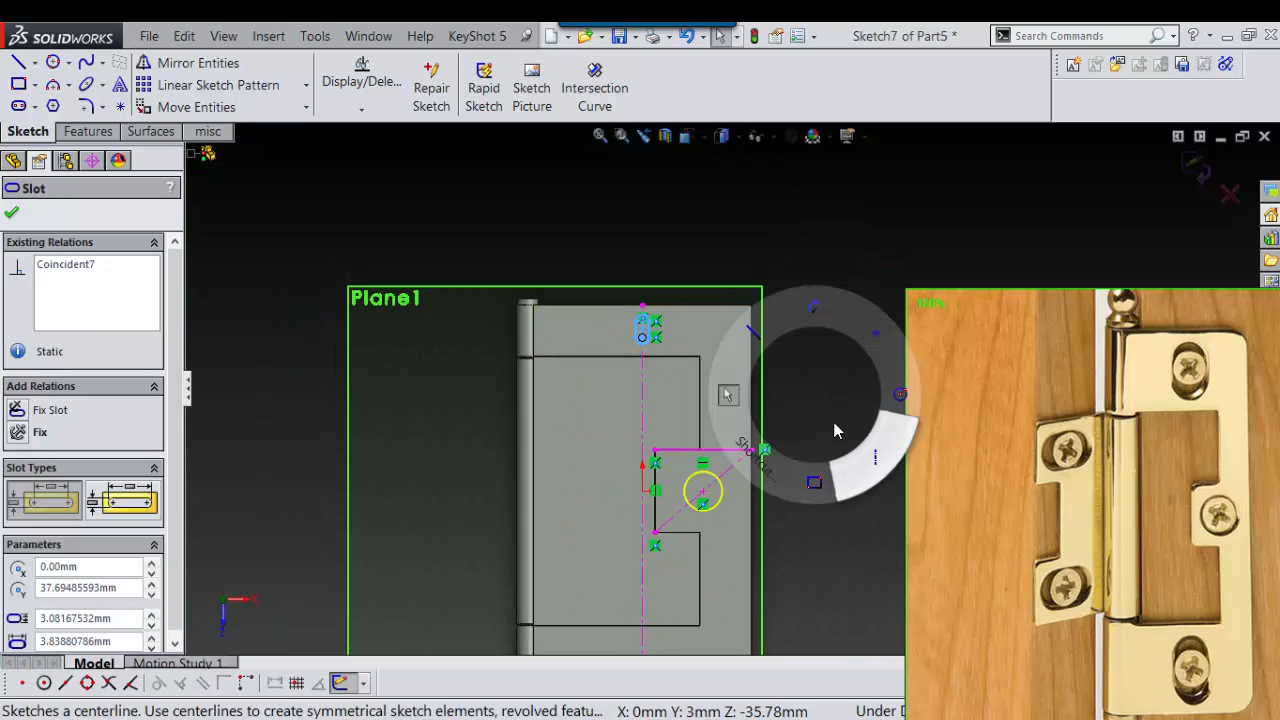 SOLIDWORKS File Edit View Insert Tools Window Help KeyShot 5 Sketch7 of Part5 * Search Commands ?
Mirror Entities
Linear Sketch Pattern
Move Entities
Display/Dele...
Repair Sketch
Rapid Sketch
Sketch Picture
Intersection Curve
Sketch Features Surfaces misc
Slot ?
Existing Relations
Coincident7
Static
Add Relations
Fix Slot
Fix
Slot Types
Parameters
0.00mm
37.69485593mm
3.08167532mm
3.83880786mm
Plane1
Shortcut...
Model Motion Study 1
Sketches a centerline. Use centerlines to create symmetrical sketch elements, revolved featu... X: 0mm Y: 3mm Z: -35.78mm Under D